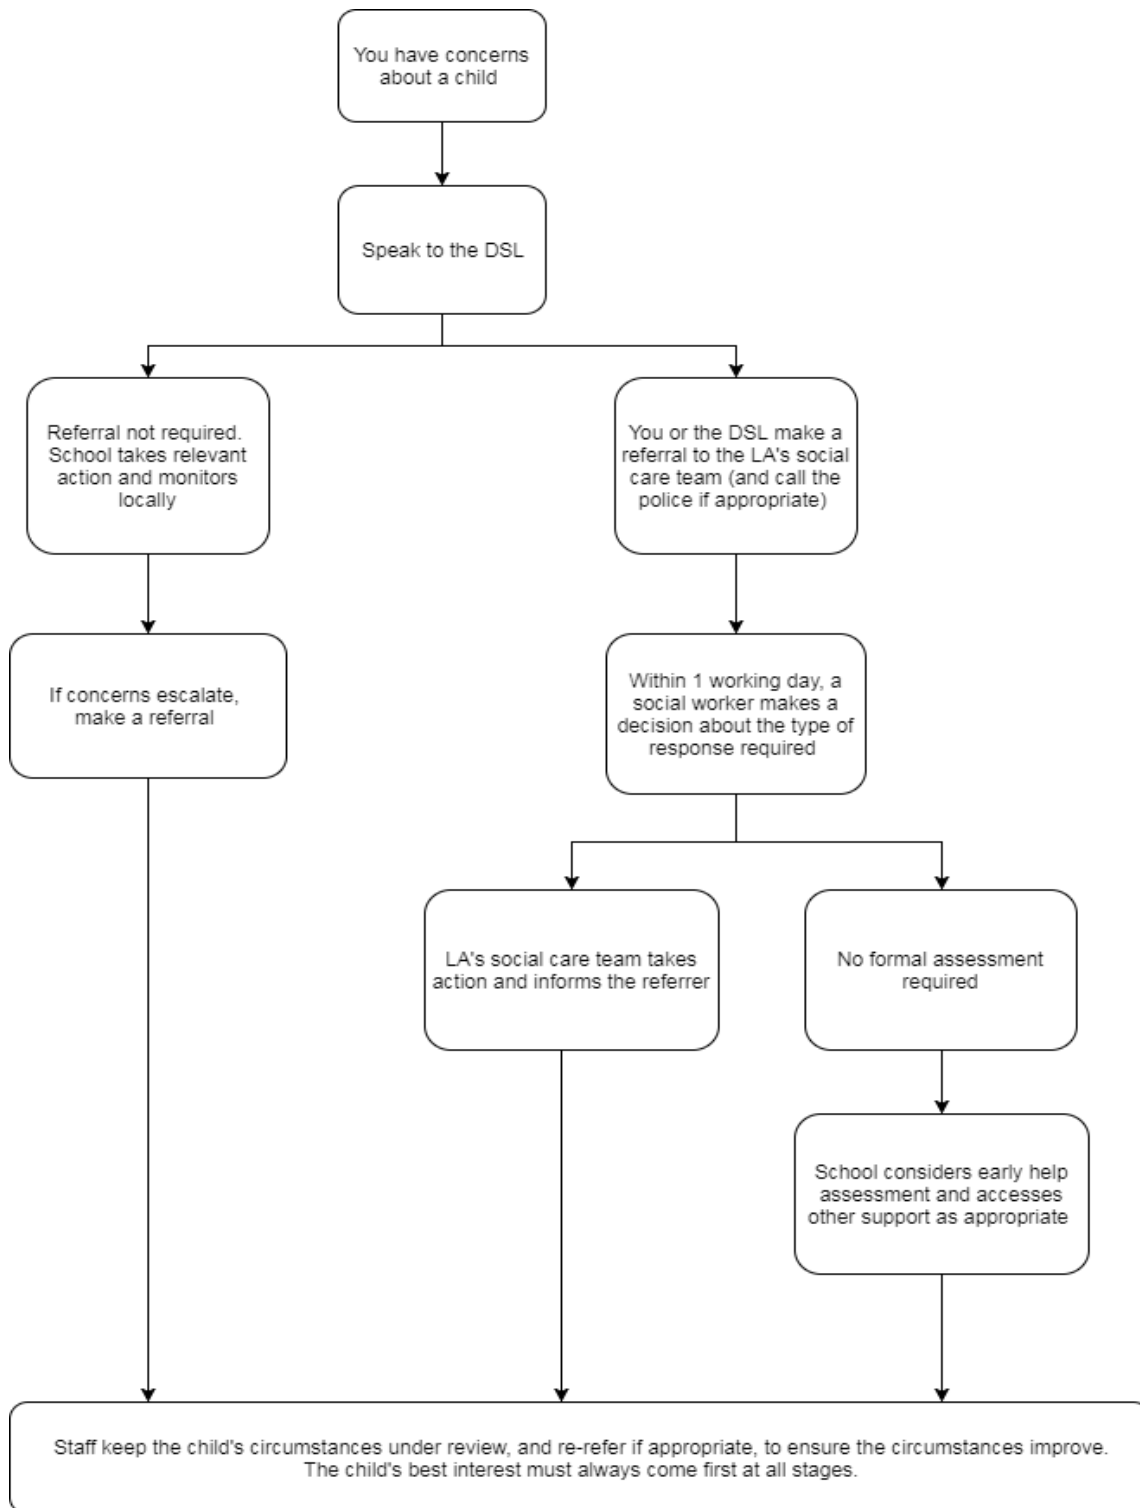 You have concerns
about a child
Speak to the DSL
Referral not required.
School takes relevant
action and monitors
locally
You or the DSL make a
referral to the LA's social
care team (and call the
police if appropriate)
If concerns escalate,
make a referral
Within 1 working day, a
social worker makes a
decision about the type of
response required
LA's social care team takes
action and informs the referrer
No formal assessment
required
School considers early help
assessment and accesses
other support as appropriate
Staff keep the child's circumstances under review, and re-refer if appropriate, to ensure the circumstances improve.
The child's best interest must always come first at all stages.